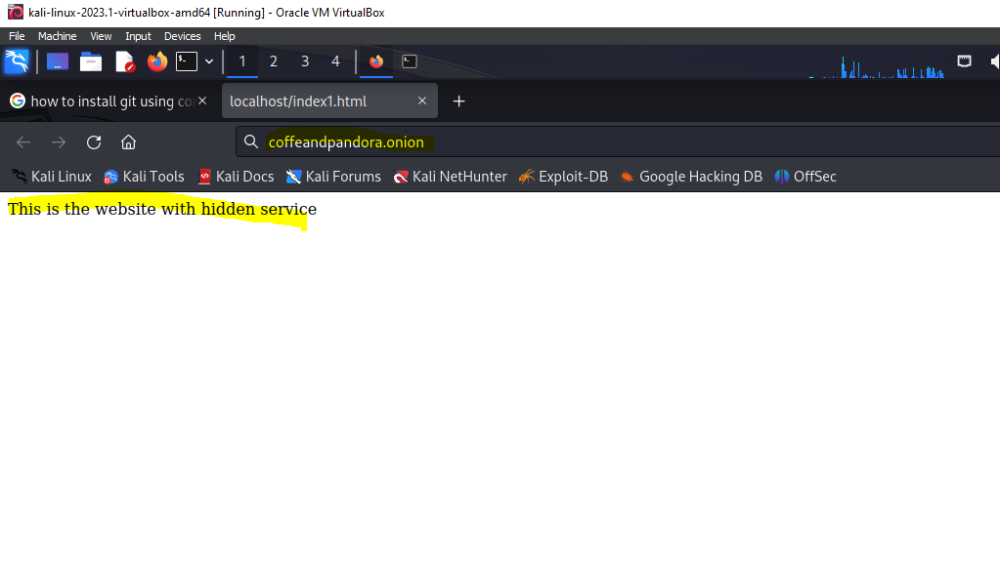 kali-linux-2023.1-virtualbox-amd64 [Running] - Oracle VM VirtualBox
File Machine View Input Devices Help
1 2 3 4
how to install git using co
localhost/index1.html
coffeandpandora.onion
Kali Linux Kali Tools Kali Docs Kali Forums Kali NetHunter Exploit-DB Google Hacking DB OffSec
This is the website with hidden service